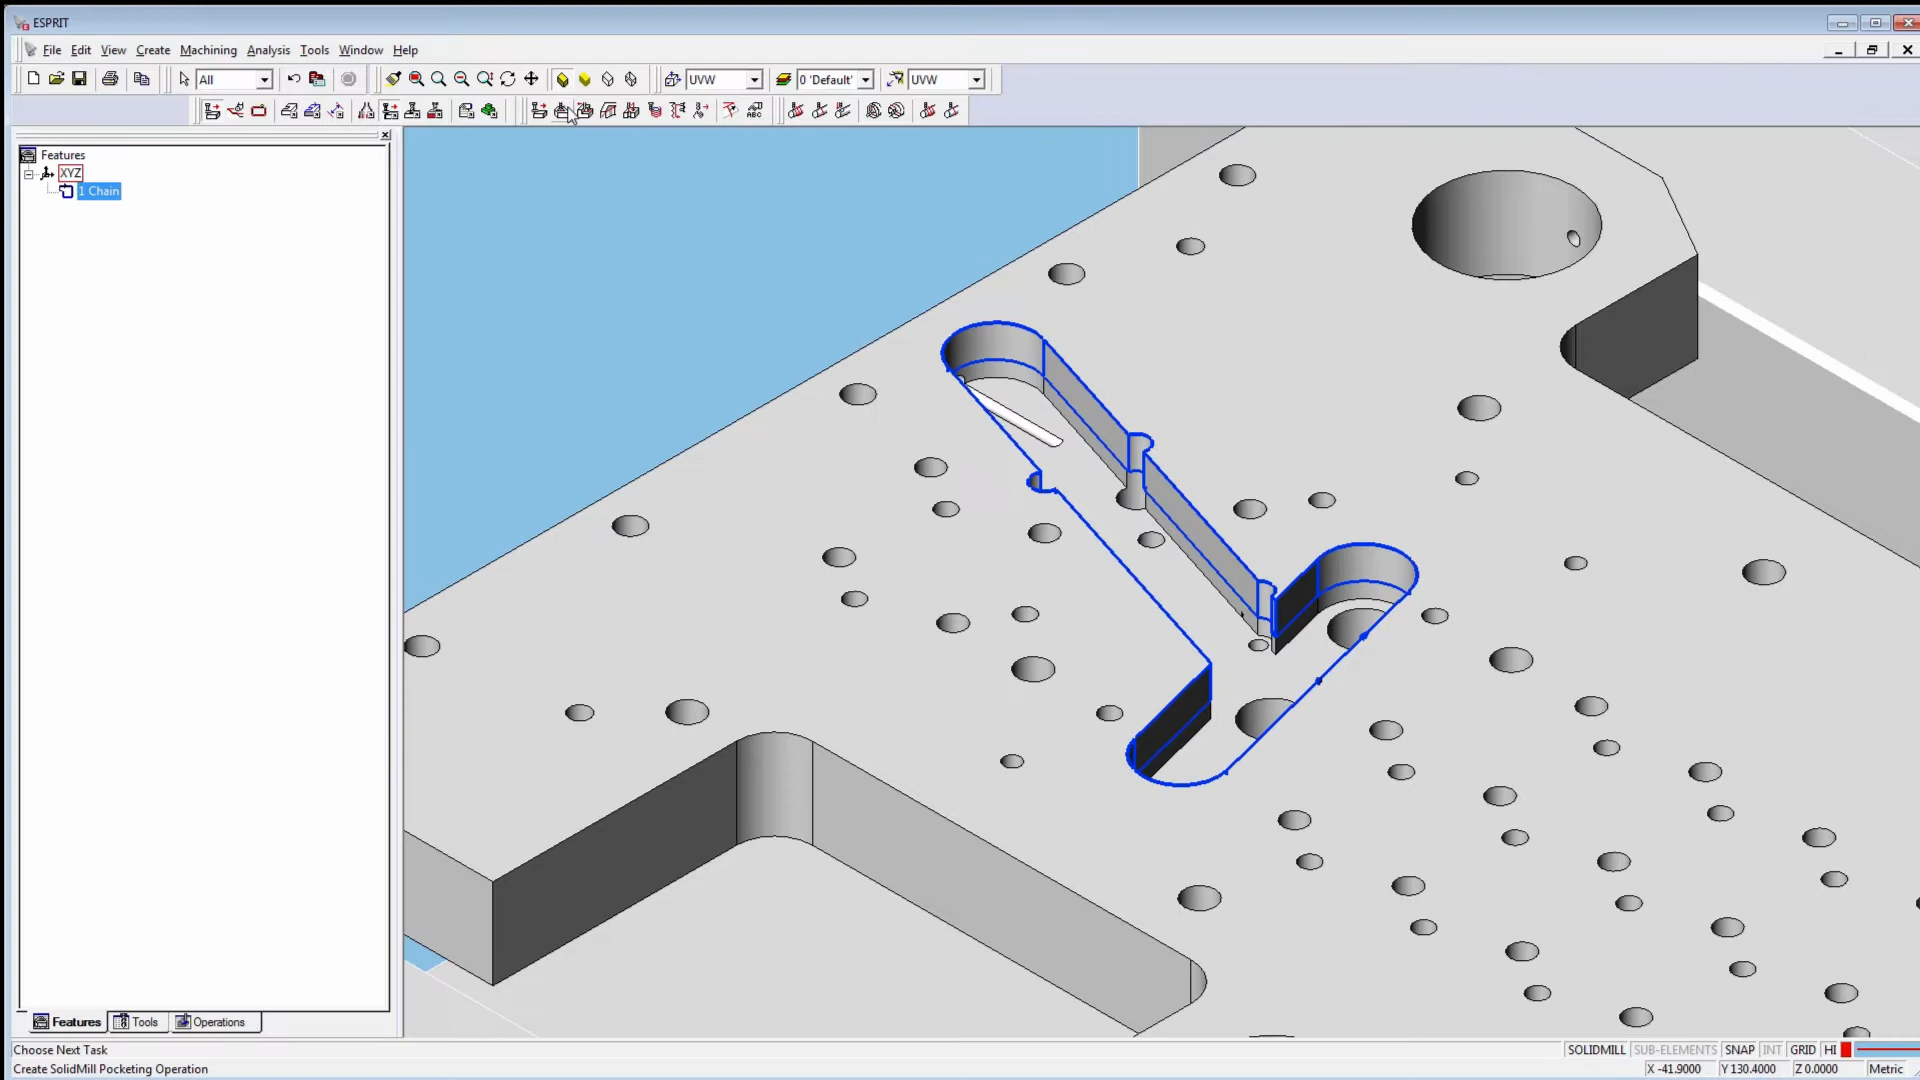 ESPRIT
File Edit View Create Machining Analysis Tools Window Help
All UVW 0 'Default' UVW
ABC
Features
XYZ
1 Chain
Features Tools Operations
Choose Next Task SOLIDMILL SUB-ELEMENTS SNAP INT GRID HI
Create SolidMill Pocketing Operation X -41.9000 Y 130.4000 Z 0.0000 Metric